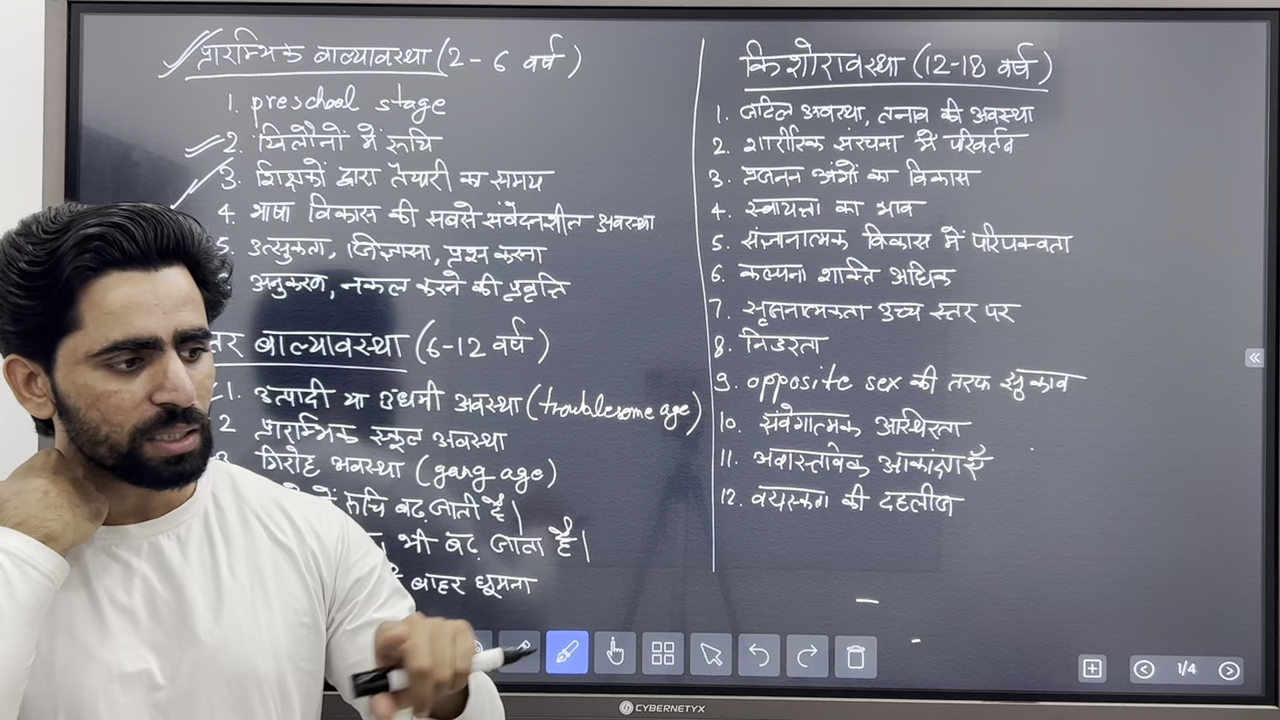 प्रारम्भिक बाल्यावस्था (2-6 वर्ष)
1. preschool stage
2. खिलौनों में रूचि
3. शिक्षकों द्वारा तैयारी का समय
4. भाषा विकास की सबसे संवेदनशील अवस्था
5. उत्सुकता, जिज्ञासा, प्रश्न करना
अनुकरण, नकल करने की प्रवृत्ति
तर बाल्यावस्था (6-12 वर्ष)
1. उत्पादी या उधमी अवस्था (troublesome age)
2 प्रारम्भिक स्कूल अवस्था
गिरोह अवस्था (gang age)
में रूचि बढ़ जाती है।
भी बढ़ जाता है।
बाहर घूमना
किशोरावस्था (12-18 वर्ष)
1. जटिल अवस्था, तनाव की अवस्था
2. शारीरिक संरचना में परिवर्तन
3. प्रजनन अंगों का विकास
4. स्वायत्ता का भाव
5. संज्ञानात्मक विकास में परिपक्वता
6. कल्पना शक्ति अधिक
7. सृजनात्मकता उच्च स्तर पर
8. निडरता
9. opposite sex की तरफ झुकाव
10. संवेगात्मक अस्थिरता
11. अवास्तविक आकांक्षाएँ
12. वयस्कता की दहलीज
1/4
CYBERNETYX